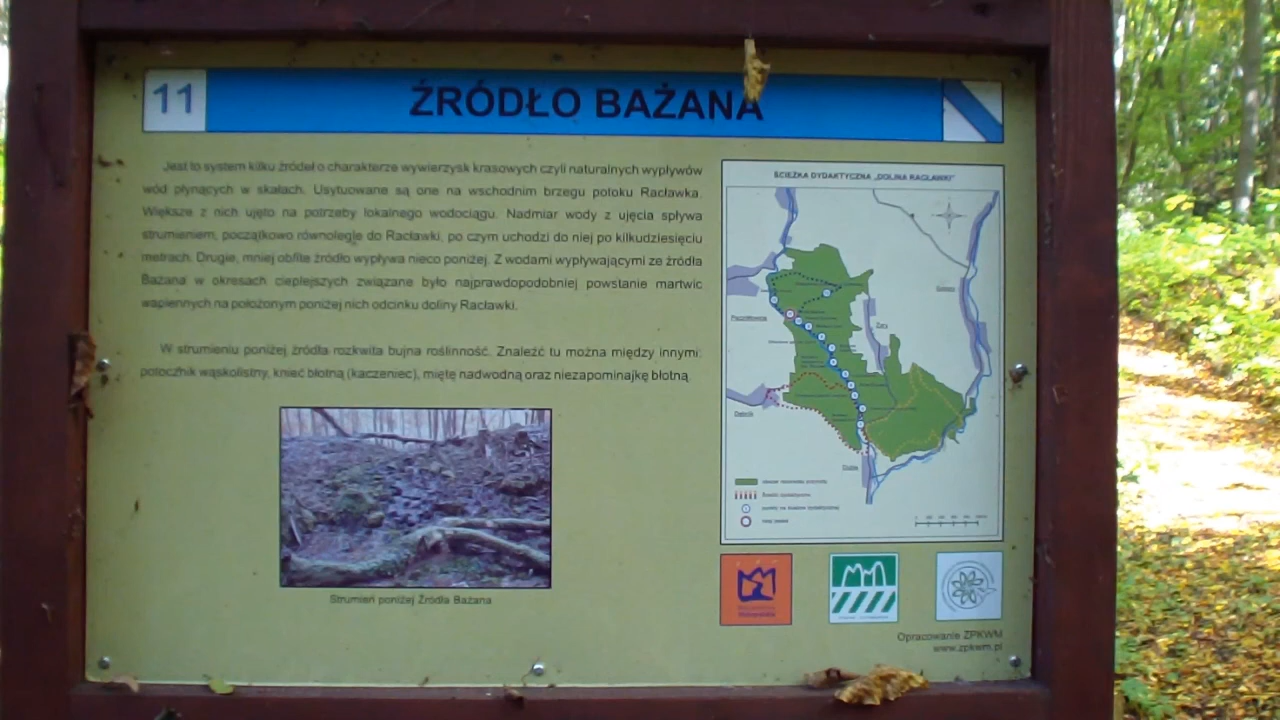 11
ŹRÓDŁO BAŻANA
Jest to system kilku źródeł o charakterze wywierzysk krasowych czyli naturalnych wypływów
wód płynących w skałach. Usytuowane są one na wschodnim brzegu potoku Racławka.
Większe z nich ujęto na potrzeby lokalnego wodociągu. Nadmiar wody z ujęcia spływa
strumieniem, początkowo równolegle do Racławki, po czym uchodzi do niej po kilkudziesięciu
metrach. Drugie, mniej obfite źródło wypływa nieco poniżej. Z wodami wypływającymi ze źródła
Bażana w okresach cieplejszych związane było najprawdopodobniej powstanie martwic
wapiennych na położonym poniżej nich odcinku doliny Racławki.
W strumieniu poniżej źródła rozkwita bujna roślinność. Znaleźć tu można między innymi:
potocznik wąskolistny, knieć błotną (kaczeniec), miętę nadwodną oraz niezapominajkę błotną.
Strumień poniżej Źródła Bażana
ŚCIEŻKA DYDAKTYCZNA „DOLINA RACŁAWKI"
Paczółtowice
Żary
Dębnik
Dubie
Opracowanie ZPKWM
www.zpkwm.pl